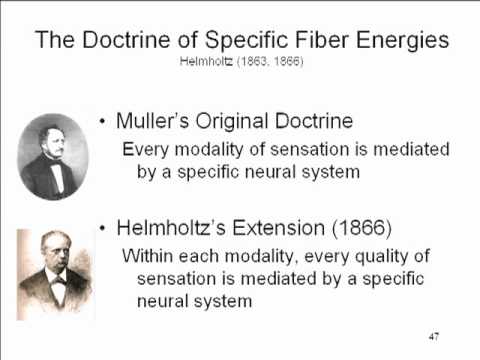 The Doctrine of Specific Fiber Energies
Helmholtz (1863, 1866)
• Muller's Original Doctrine
Every modality of sensation is mediated
by a specific neural system
• Helmholtz's Extension (1866)
Within each modality, every quality of
sensation is mediated by a specific
neural system
47